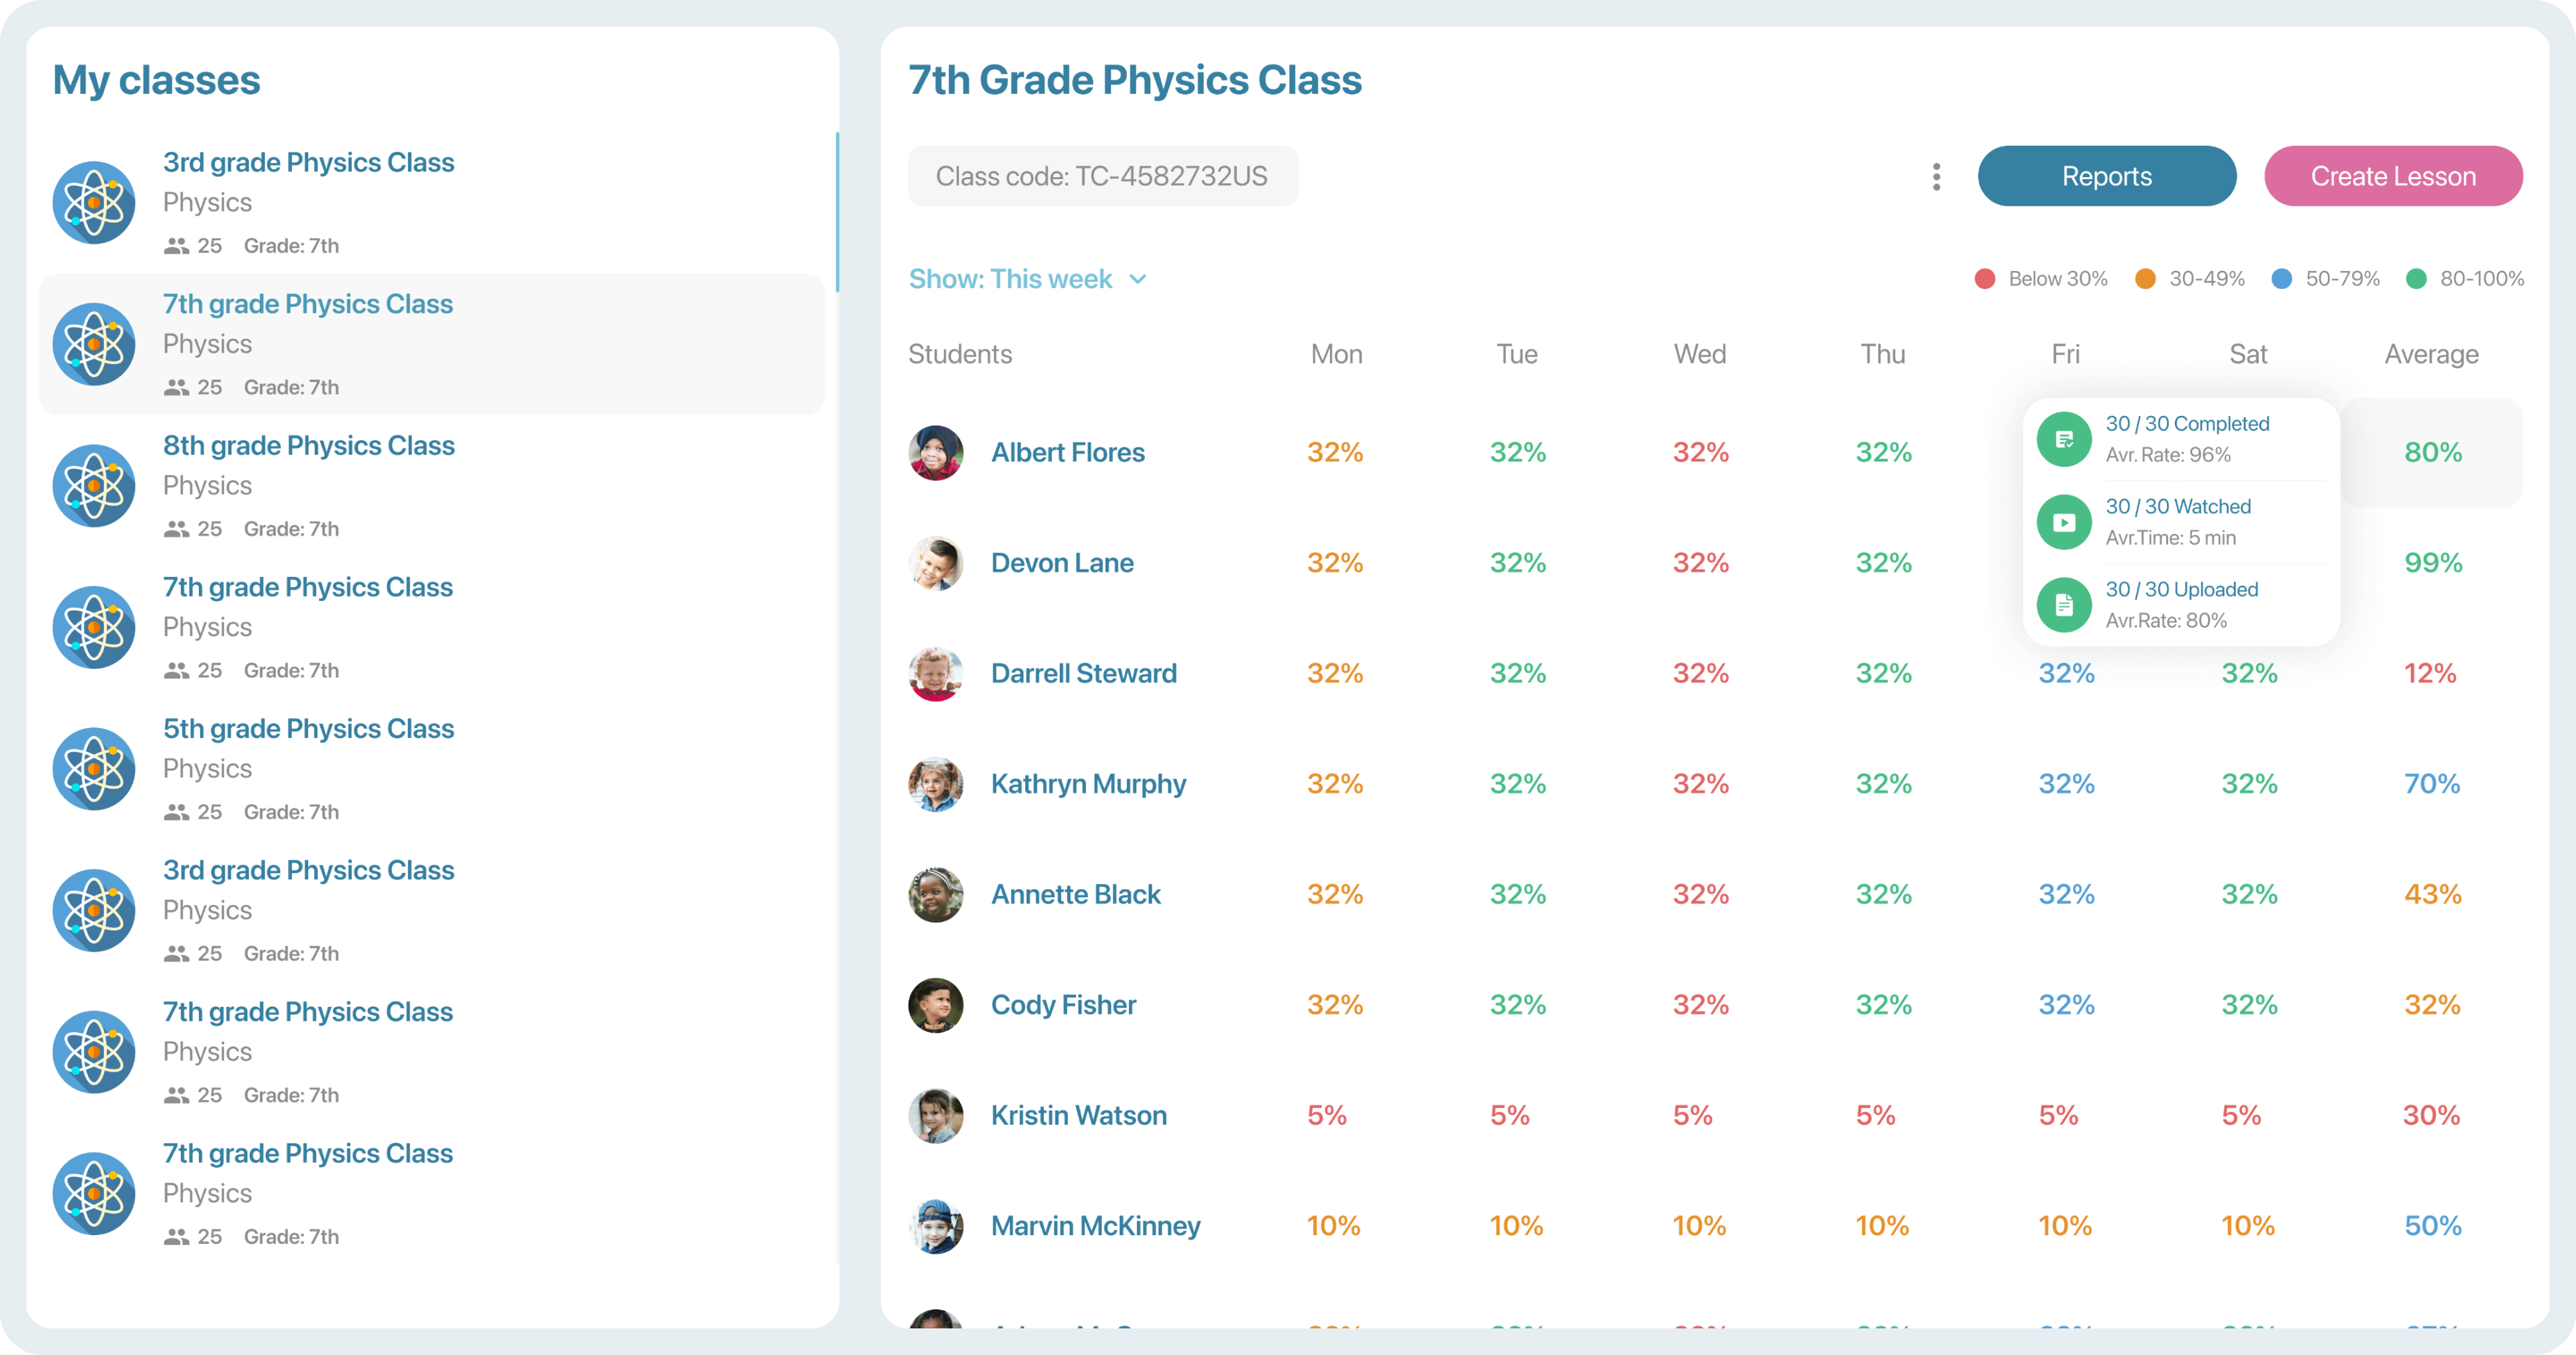 My classes
3rd grade Physics Class
Physics
25 Grade: 7th
7th grade Physics Class
Physics
25 Grade: 7th
8th grade Physics Class
Physics
25 Grade: 7th
7th grade Physics Class
Physics
25 Grade: 7th
5th grade Physics Class
Physics
25 Grade: 7th
3rd grade Physics Class
Physics
25 Grade: 7th
7th grade Physics Class
Physics
25 Grade: 7th
7th grade Physics Class
Physics
25 Grade: 7th
7th Grade Physics Class
Class code: TC-4582732US
Reports
Create Lesson
Show: This week
Below 30% 30-49% 50-79% 80-100%
Students Mon Tue Wed Thu Fri Sat Average
Albert Flores 32% 32% 32% 32% 80%
30 / 30 Completed
Avr. Rate: 96%
30 / 30 Watched
Avr.Time: 5 min
30 / 30 Uploaded
Avr.Rate: 80%
Devon Lane 32% 32% 32% 32% 99%
Darrell Steward 32% 32% 32% 32% 32% 32% 12%
Kathryn Murphy 32% 32% 32% 32% 32% 32% 70%
Annette Black 32% 32% 32% 32% 32% 32% 43%
Cody Fisher 32% 32% 32% 32% 32% 32% 32%
Kristin Watson 5% 5% 5% 5% 5% 5% 30%
Marvin McKinney 10% 10% 10% 10% 10% 10% 50%